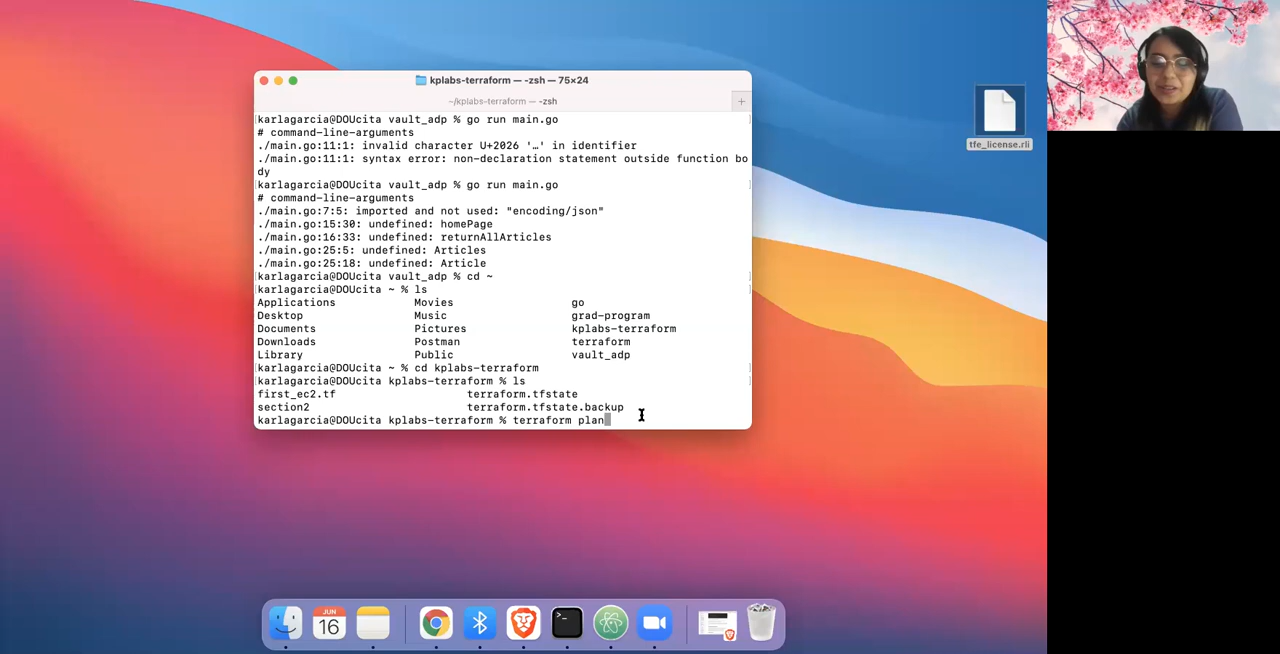 kplabs-terraform — -zsh — 75×24
~/kplabs-terraform — -zsh
+
karlagarcia@DOUcita vault_adp % go run main.go
# command-line-arguments
./main.go:11:1: invalid character U+2026 '…' in identifier
./main.go:11:1: syntax error: non-declaration statement outside function bo
dy
karlagarcia@DOUcita vault_adp % go run main.go
# command-line-arguments
./main.go:7:5: imported and not used: "encoding/json"
./main.go:15:30: undefined: homePage
./main.go:16:33: undefined: returnAllArticles
./main.go:25:5: undefined: Articles
./main.go:25:18: undefined: Article
karlagarcia@DOUcita vault_adp % cd ~
karlagarcia@DOUcita ~ % ls
Applications Movies go
Desktop Music grad-program
Documents Pictures kplabs-terraform
Downloads Postman terraform
Library Public vault_adp
karlagarcia@DOUcita ~ % cd kplabs-terraform
karlagarcia@DOUcita kplabs-terraform % ls
first_ec2.tf terraform.tfstate
section2 terraform.tfstate.backup
karlagarcia@DOUcita kplabs-terraform % terraform plan
tfe_license.rli
JUN
16
>_